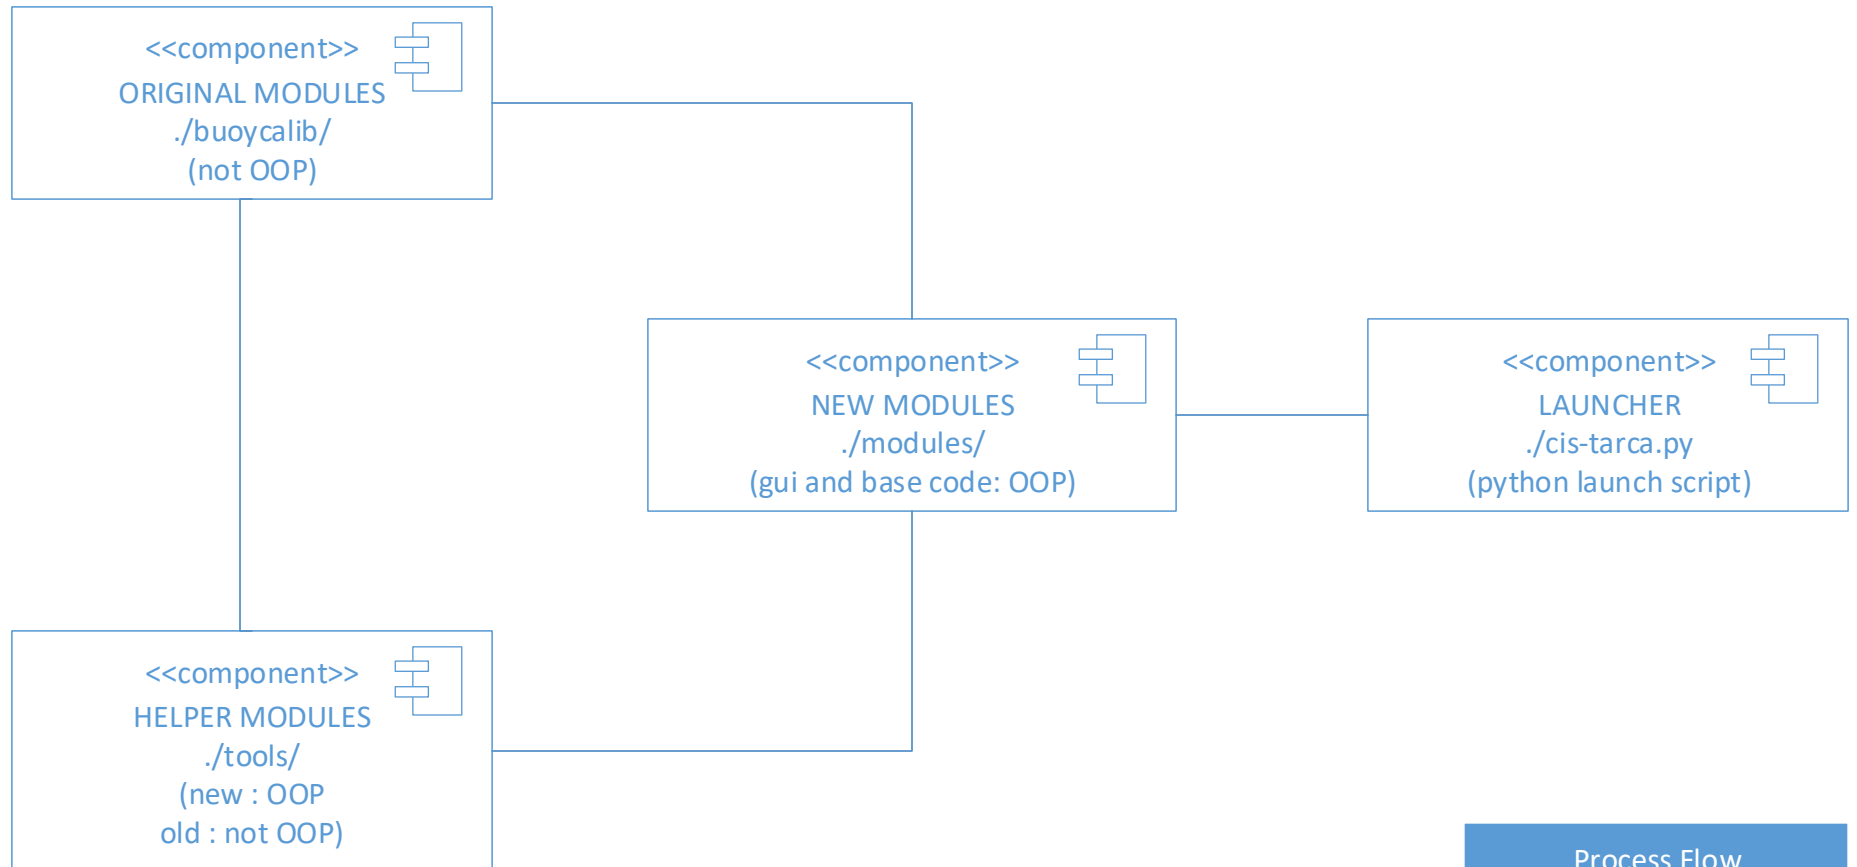 <<component>>
ORIGINAL MODULES
./buoycalib/
(not OOP)
<<component>>
NEW MODULES
./modules/
(gui and base code: OOP)
<<component>>
LAUNCHER
./cis-tarca.py
(python launch script)
<<component>>
HELPER MODULES
./tools/
(new : OOP
old : not OOP)
Process Flow